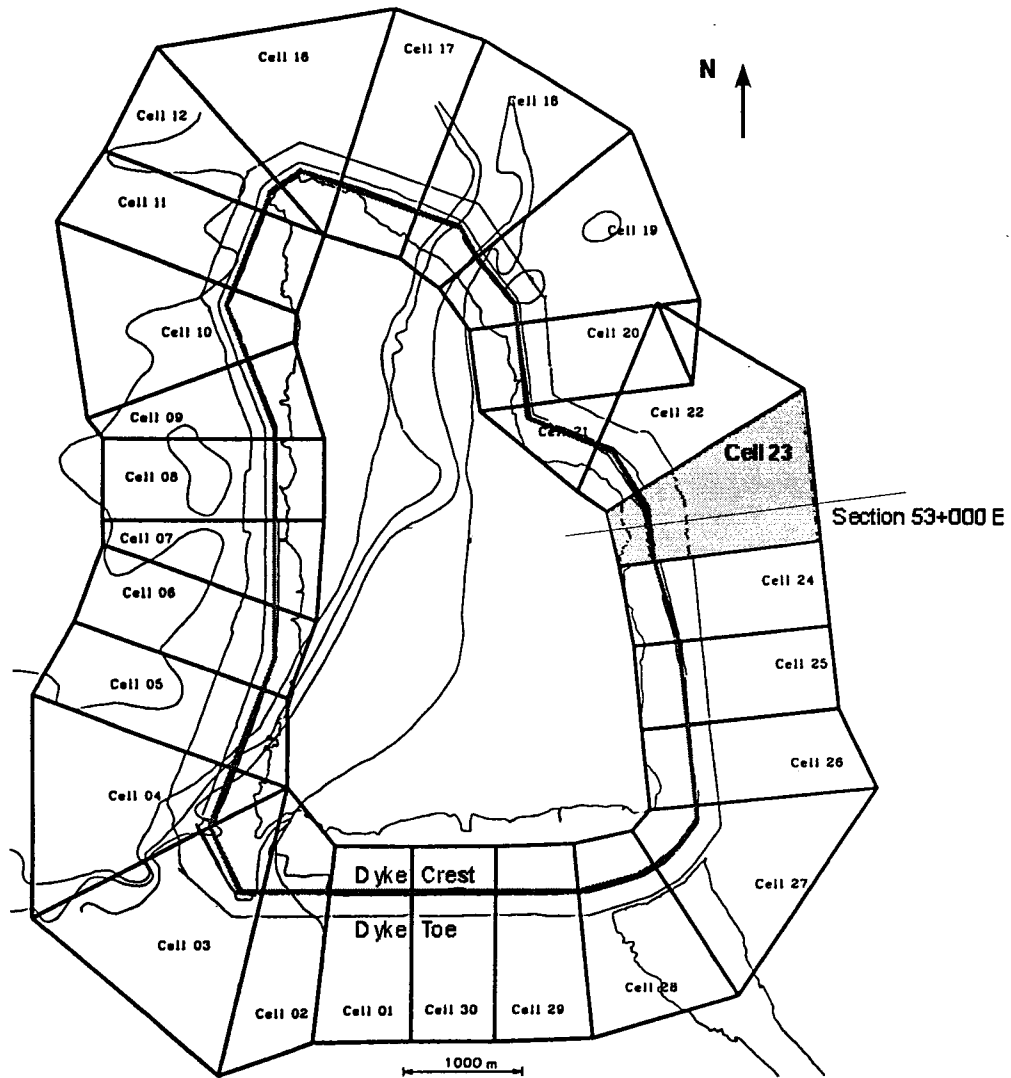 Cell 17
Cell 16
N
Cell 18
Cell 12
Cell 11
Cell 19
Cell 10
Cell 20
Cell 09
Cell 22
Cell 21
Cell 23
Cell 08
Section 53+000 E
Cell 07
Cell 24
Cell 06
Cell 25
Cell 05
Cell 26
Cell 04
Dyke Crest
Cell 27
Dyke Toe
Cell 03
Cell 28
Cell 02
Cell 01
Cell 30
Cell 29
1000 m